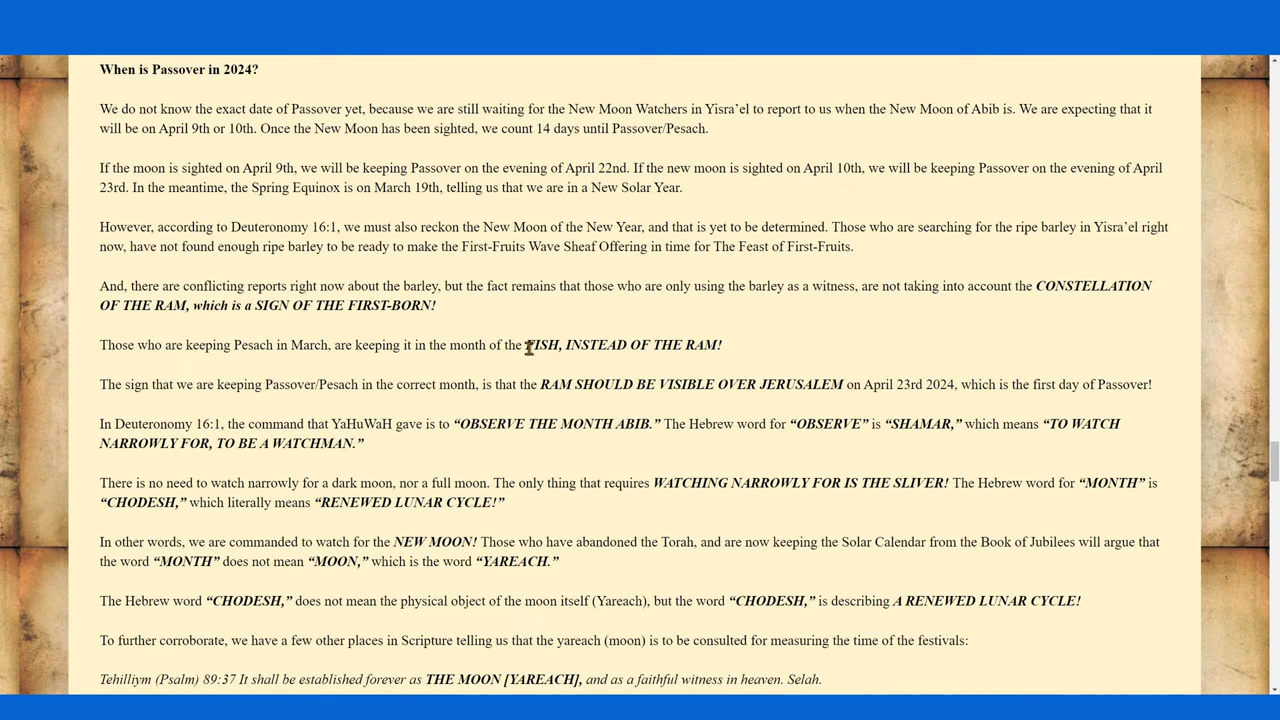 When is Passover in 2024?
We do not know the exact date of Passover yet, because we are still waiting for the New Moon Watchers in Yisra’el to report to us when the New Moon of Abib is. We are expecting that it
will be on April 9th or 10th. Once the New Moon has been sighted, we count 14 days until Passover/Pesach.
If the moon is sighted on April 9th, we will be keeping Passover on the evening of April 22nd. If the new moon is sighted on April 10th, we will be keeping Passover on the evening of April
23rd. In the meantime, the Spring Equinox is on March 19th, telling us that we are in a New Solar Year.
However, according to Deuteronomy 16:1, we must also reckon the New Moon of the New Year, and that is yet to be determined. Those who are searching for the ripe barley in Yisra’el right
now, have not found enough ripe barley to be ready to make the First-Fruits Wave Sheaf Offering in time for The Feast of First-Fruits.
And, there are conflicting reports right now about the barley, but the fact remains that those who are only using the barley as a witness, are not taking into account the CONSTELLATION
OF THE RAM, which is a SIGN OF THE FIRST-BORN!
Those who are keeping Pesach in March, are keeping it in the month of the FISH, INSTEAD OF THE RAM!
The sign that we are keeping Passover/Pesach in the correct month, is that the RAM SHOULD BE VISIBLE OVER JERUSALEM on April 23rd 2024, which is the first day of Passover!
In Deuteronomy 16:1, the command that YaHuWaH gave is to “OBSERVE THE MONTH ABIB.” The Hebrew word for “OBSERVE” is “SHAMAR,” which means “TO WATCH
NARROWLY FOR, TO BE A WATCHMAN.”
There is no need to watch narrowly for a dark moon, nor a full moon. The only thing that requires WATCHING NARROWLY FOR IS THE SLIVER! The Hebrew word for “MONTH” is
“CHODESH,” which literally means “RENEWED LUNAR CYCLE!”
In other words, we are commanded to watch for the NEW MOON! Those who have abandoned the Torah, and are now keeping the Solar Calendar from the Book of Jubilees will argue that
the word “MONTH” does not mean “MOON,” which is the word “YAREACH.”
The Hebrew word “CHODESH,” does not mean the physical object of the moon itself (Yareach), but the word “CHODESH,” is describing A RENEWED LUNAR CYCLE!
To further corroborate, we have a few other places in Scripture telling us that the yareach (moon) is to be consulted for measuring the time of the festivals:
Tehilliym (Psalm) 89:37 It shall be established forever as THE MOON [YAREACH], and as a faithful witness in heaven. Selah.